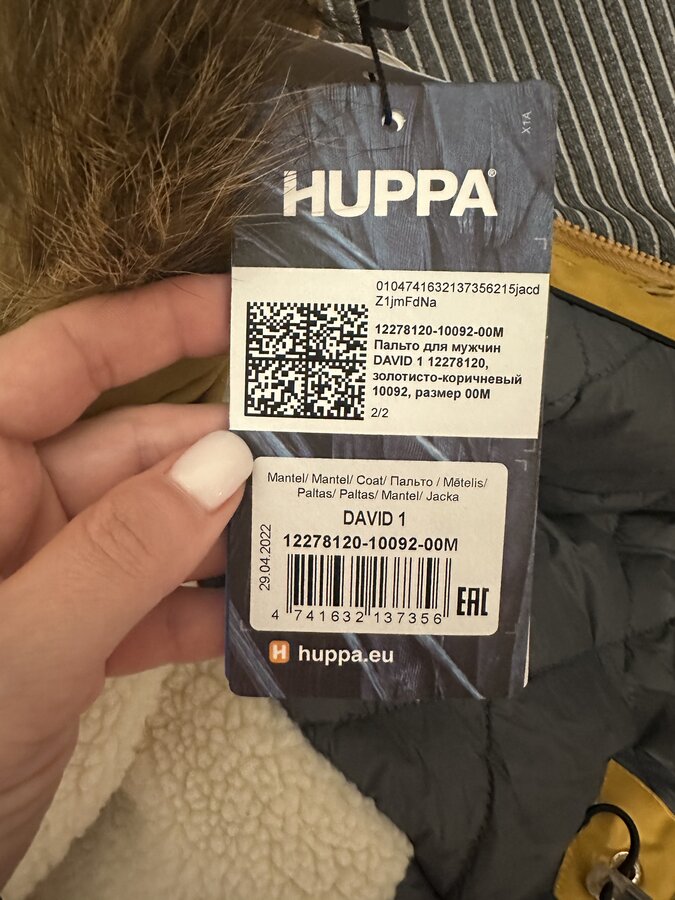 X1A
HUPPA®
0104741632137356215jacd
Z1jmFdNa
12278120-10092-00M
Пальто для мужчин
DAVID 1 12278120,
золотисто-коричневый
10092, размер 00M
2/2
Mantel/ Mantel/ Coat/ Пальто / Mētelis/
Paltas/ Paltas/ Mantel/ Jacka
DAVID 1
12278120-10092-00M
29.04.2022
4 741632 137356
EAC
H huppa.eu